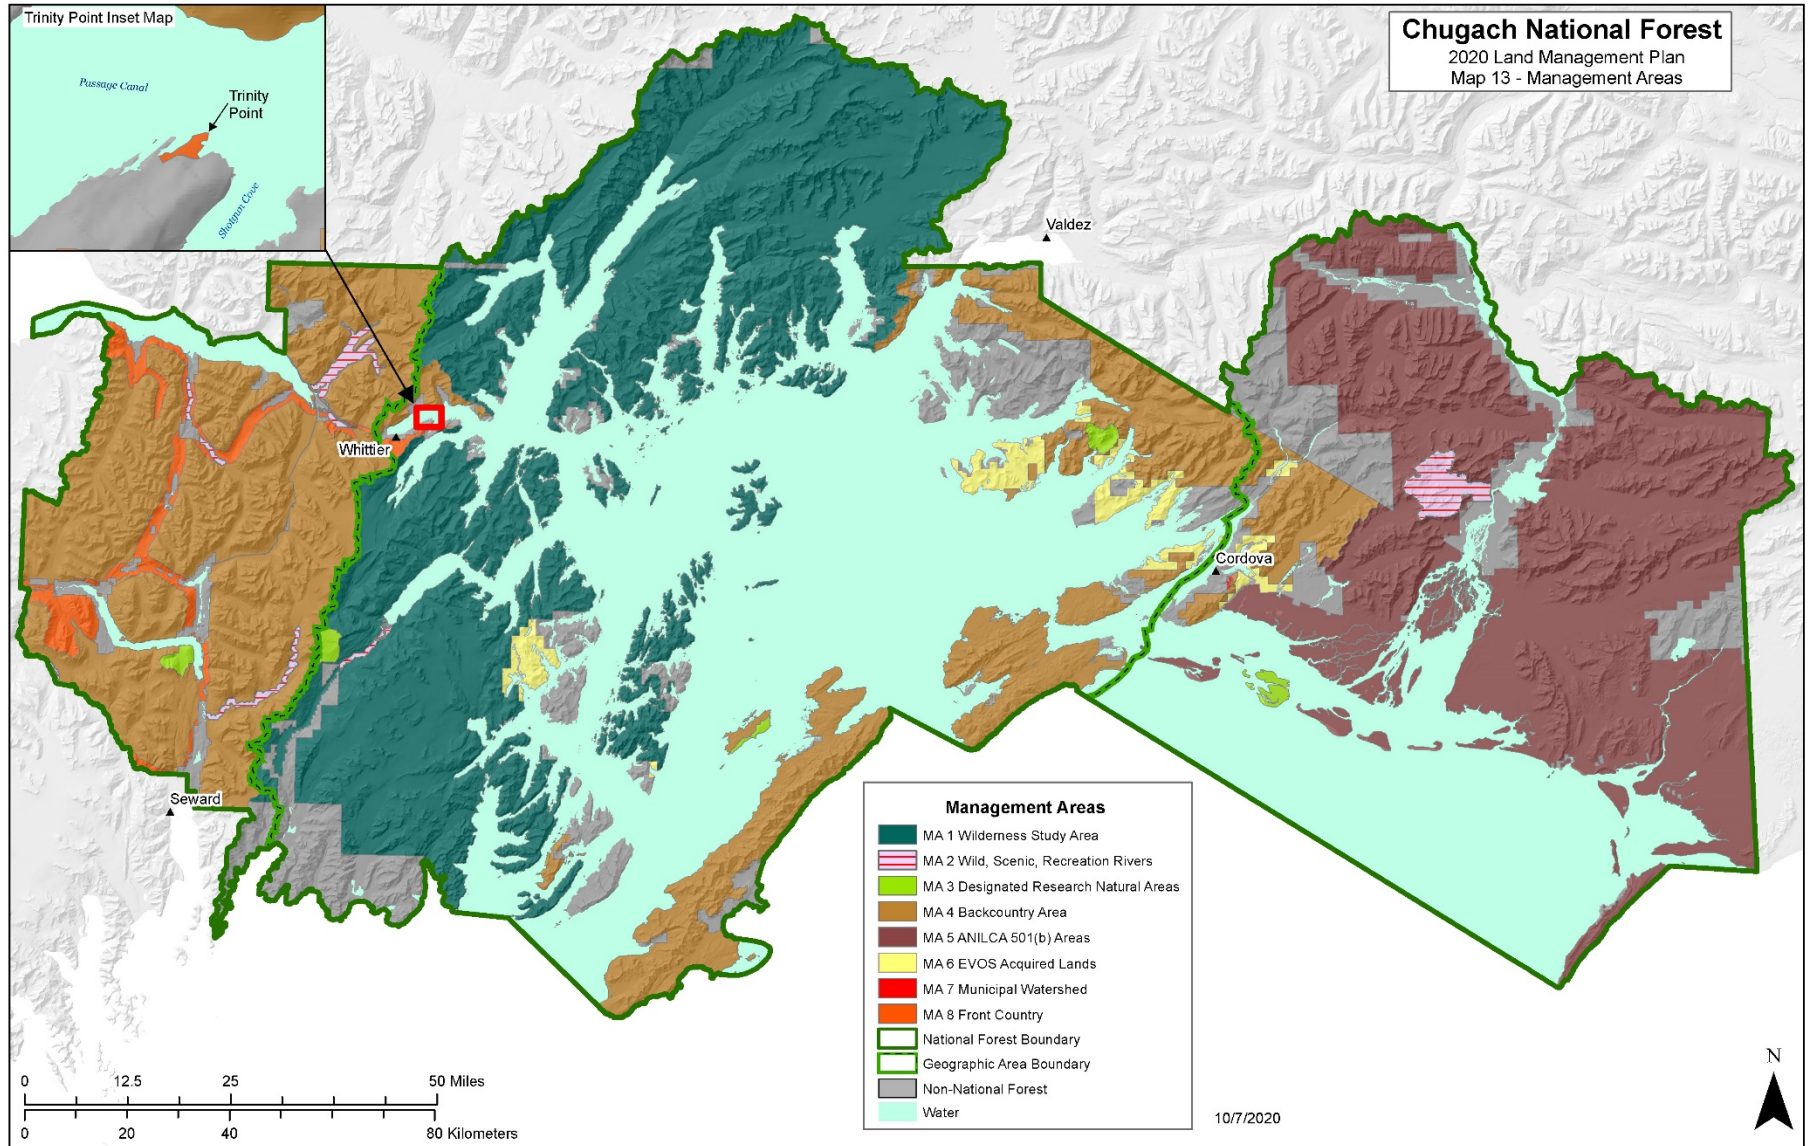 Trinity Point Inset Map
Passage Canal
Trinity
Point
Shotgun Cove
Chugach National Forest
2020 Land Management Plan
Map 13 - Management Areas
Valdez
Whittier
Cordova
Seward
Management Areas
MA 1 Wilderness Study Area
MA 2 Wild, Scenic, Recreation Rivers
MA 3 Designated Research Natural Areas
MA 4 Backcountry Area
MA 5 ANILCA 501(b) Areas
MA 6 EVOS Acquired Lands
MA 7 Municipal Watershed
MA 8 Front Country
National Forest Boundary
Geographic Area Boundary
Non-National Forest
Water
0 12.5 25 50 Miles
0 20 40 80 Kilometers
10/7/2020
N